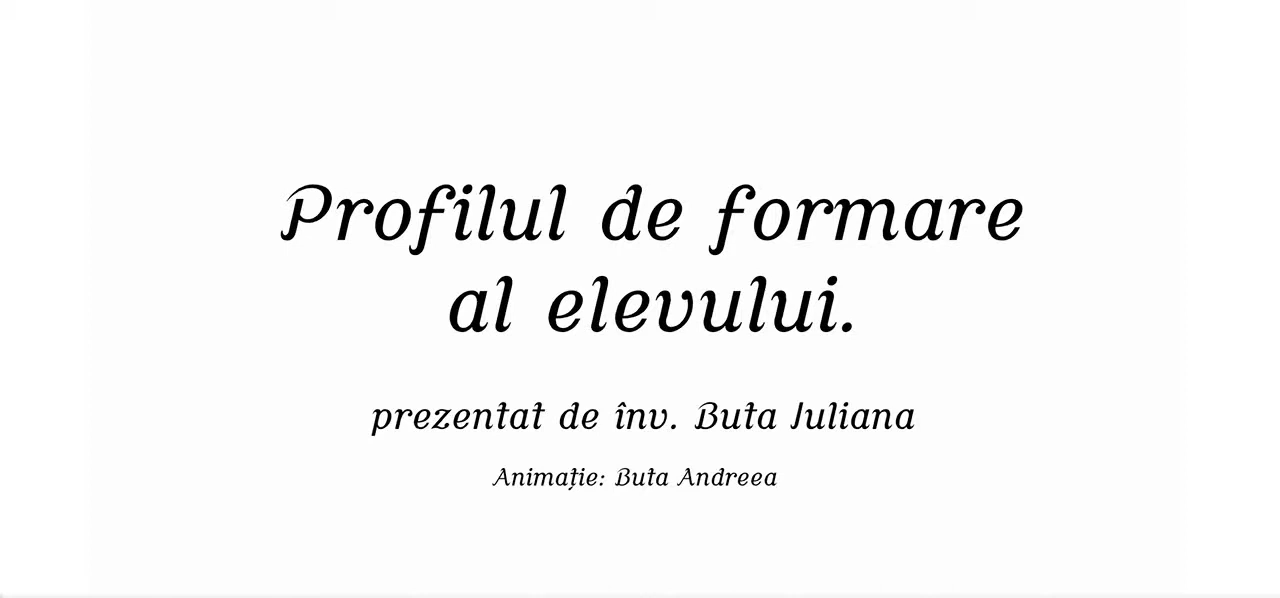 Profilul de formare
al elevului.
prezentat de înv. Buta Iuliana
Animație: Buta Andreea